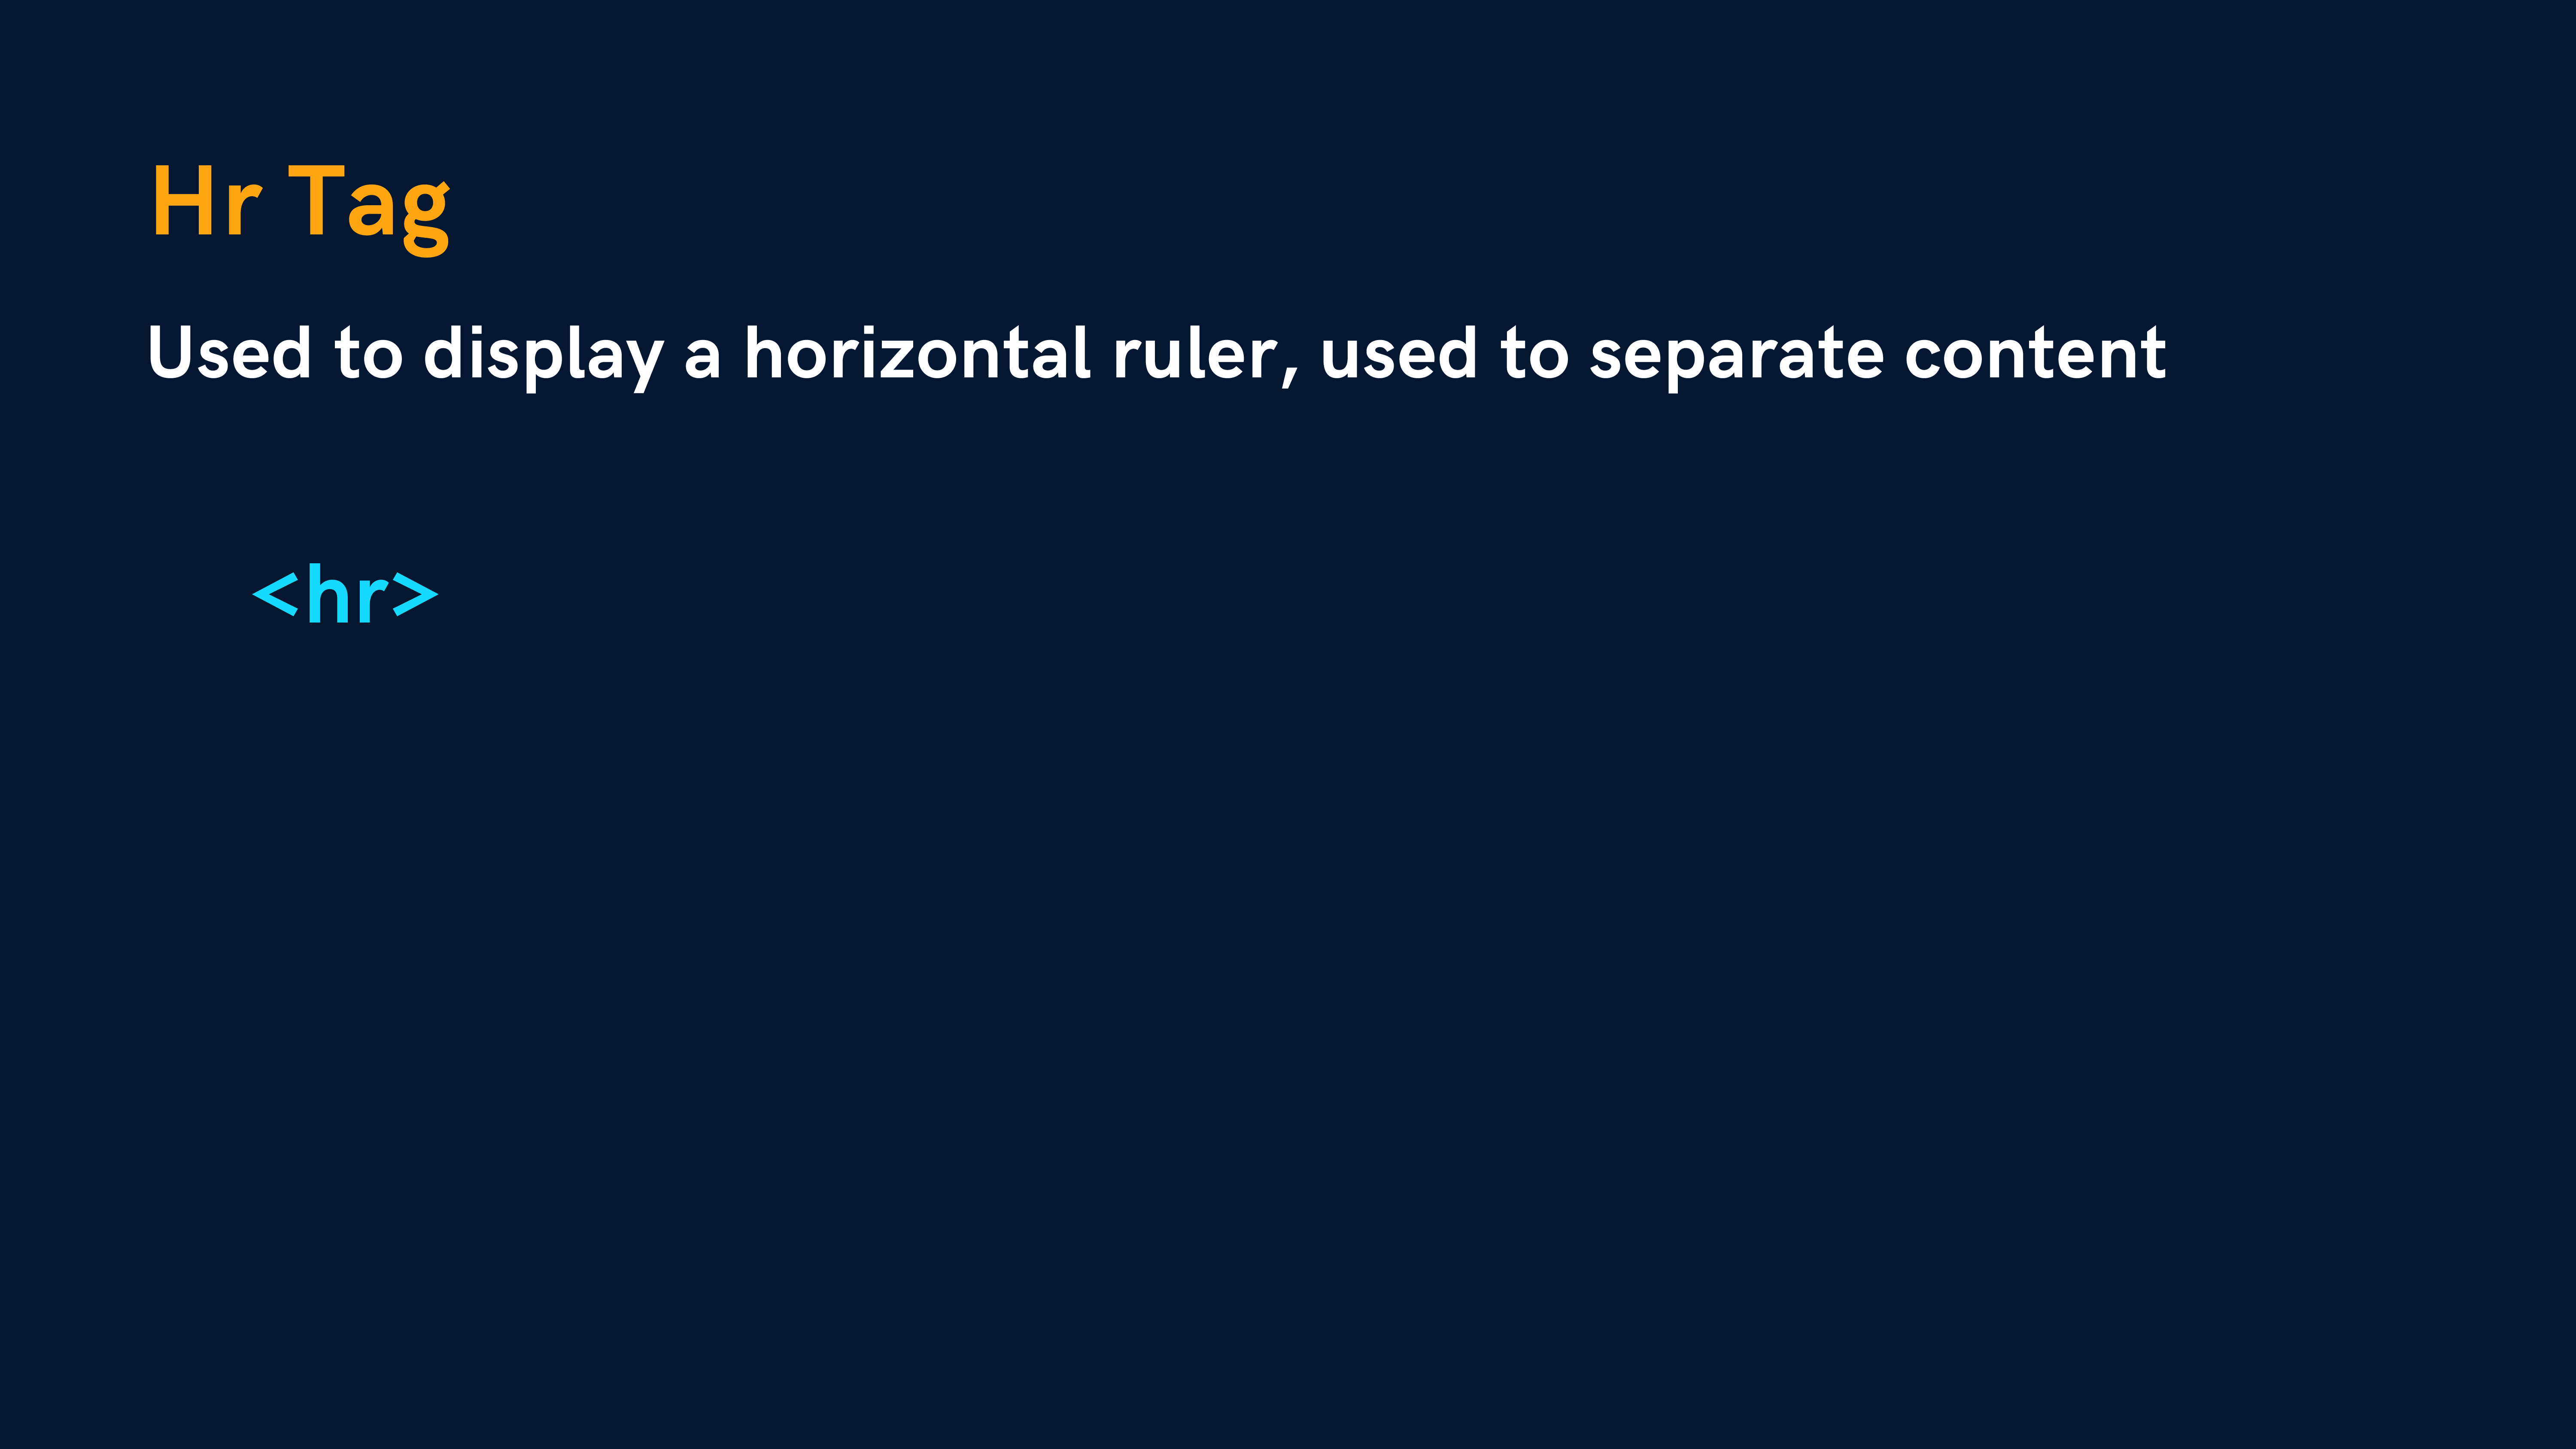 Hr Tag
Used to display a horizontal ruler, used to separate content
<hr>